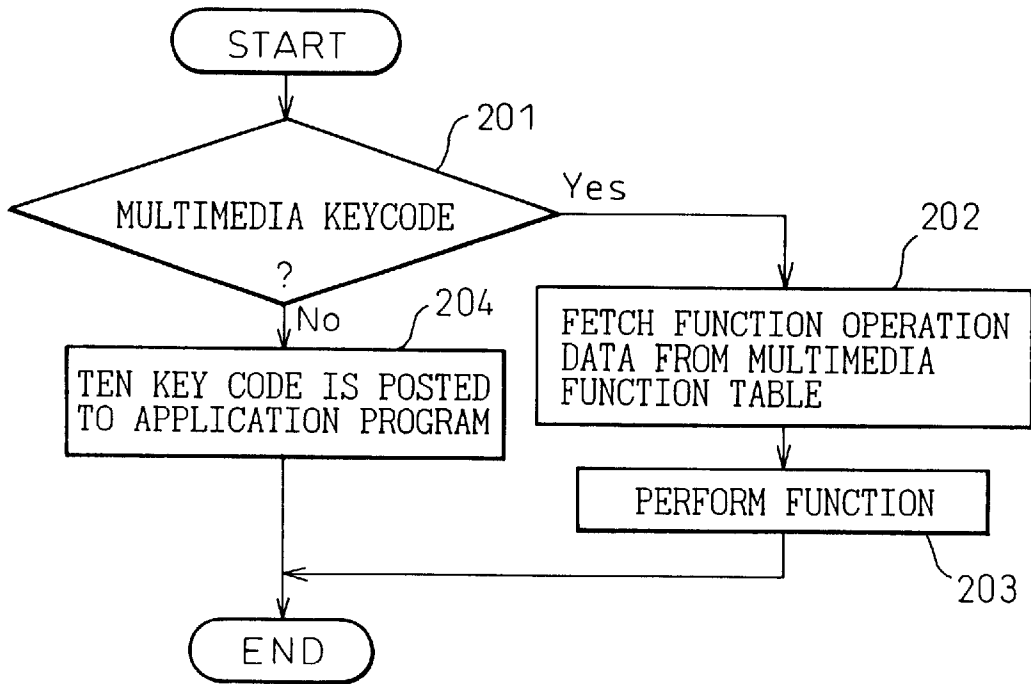 START
201
MULTIMEDIA KEYCODE
?
Yes
202
FETCH FUNCTION OPERATION
DATA FROM MULTIMEDIA
FUNCTION TABLE
No
204
TEN KEY CODE IS POSTED
TO APPLICATION PROGRAM
PERFORM FUNCTION
203
END